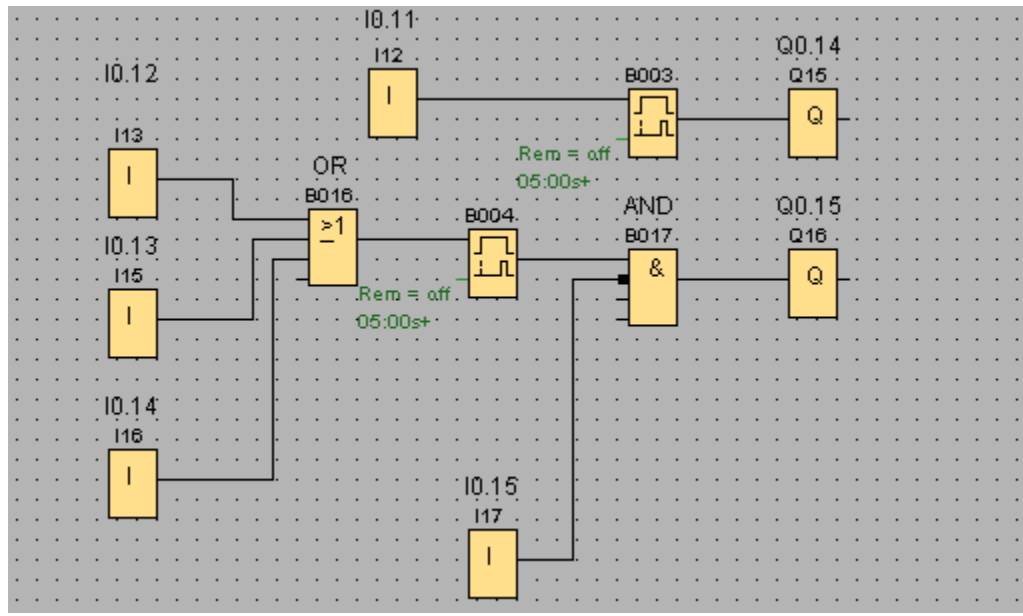 I0.11
I12
I
I0.12
I13
I
B003
Rem = off
05:00s+
Q0.14
Q15
Q
OR
B016
>1
I0.13
I15
I
B004
Rem = off
05:00s+
AND
B017
&
Q0.15
Q16
Q
I0.14
I16
I
I0.15
I17
I